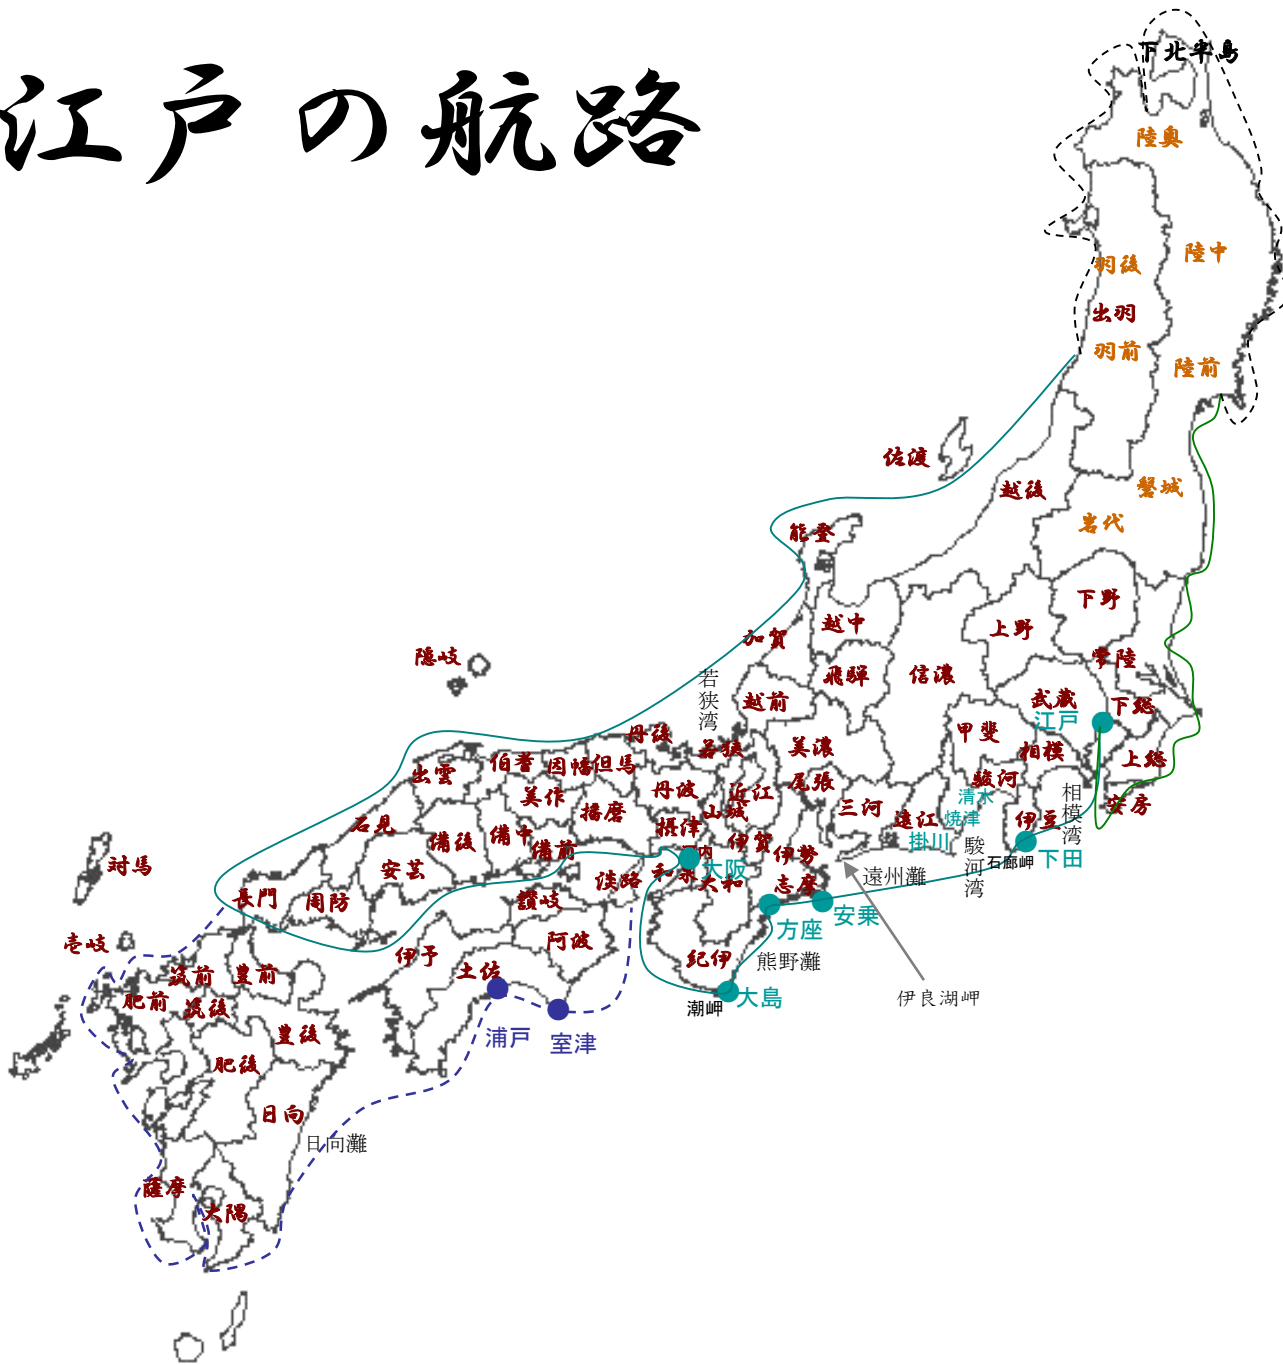 江戸の航路
下北半島
陸奥
陸中
羽後
出羽
羽前
陸前
佐渡
越後
磐城
岩代
能登
下野
越中
上野
加賀
隠岐
常陸
飛騨
信濃
若狭湾
越前
武蔵
下総
江戸
丹後
甲斐
若狭
美濃
相模
上総
伯耆
因幡
但馬
出雲
駿河
尾張
丹波
近江
美作
清水
相模湾
安房
三河
播磨
山城
焼津
伊豆
遠江
石見
摂津
備中
備後
掛川
伊賀
備前
河内
伊勢
下田
石廊岬
駿河湾
対馬
安芸
大阪
和泉
大和
淡路
志摩
遠州灘
長門
周防
讃岐
安乗
方座
壱岐
阿波
伊予
紀伊
熊野灘
土佐
筑前
豊前
伊良湖岬
大島
肥前
筑後
潮岬
豊後
浦戸
室津
肥後
日向
日向灘
薩摩
大隅